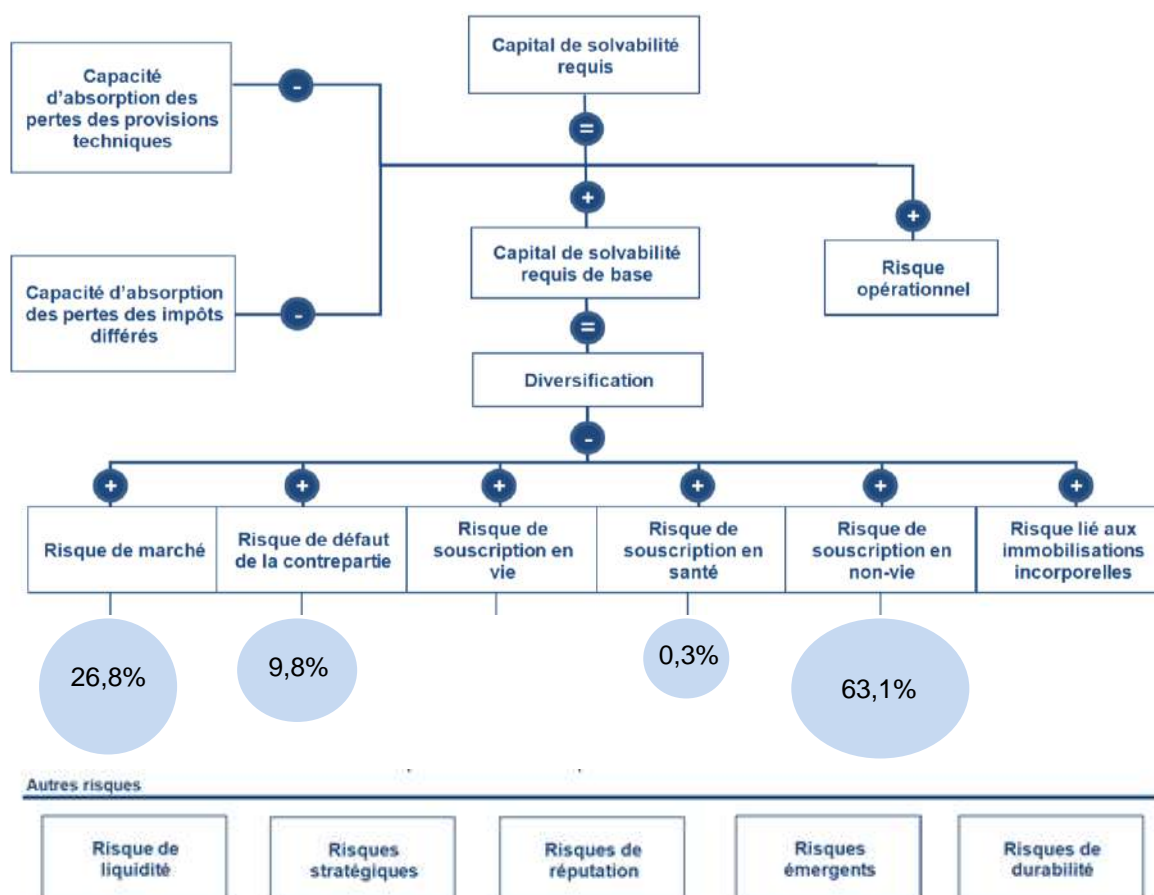 Capital de solvabilité
requis
Capacité
d'absorption des
pertes des provisions
techniques
-
=
+
+
Capital de solvabilité
requis de base
Risque
opérationnel
Capacité d'absorption
des pertes des impôts
différés
-
=
Diversification
-
+
+
+
+
+
+
Risque de marché
Risque de défaut
de la contrepartie
Risque de
souscription en
vie
Risque de
souscription en
santé
Risque de
souscription en
non-vie
Risque lié aux
immobilisations
incorporelles
26,8%
9,8%
0,3%
63,1%
Autres risques
Risque de
liquidité
Risques
stratégiques
Risques de
réputation
Risques
émergents
Risques de
durabilité